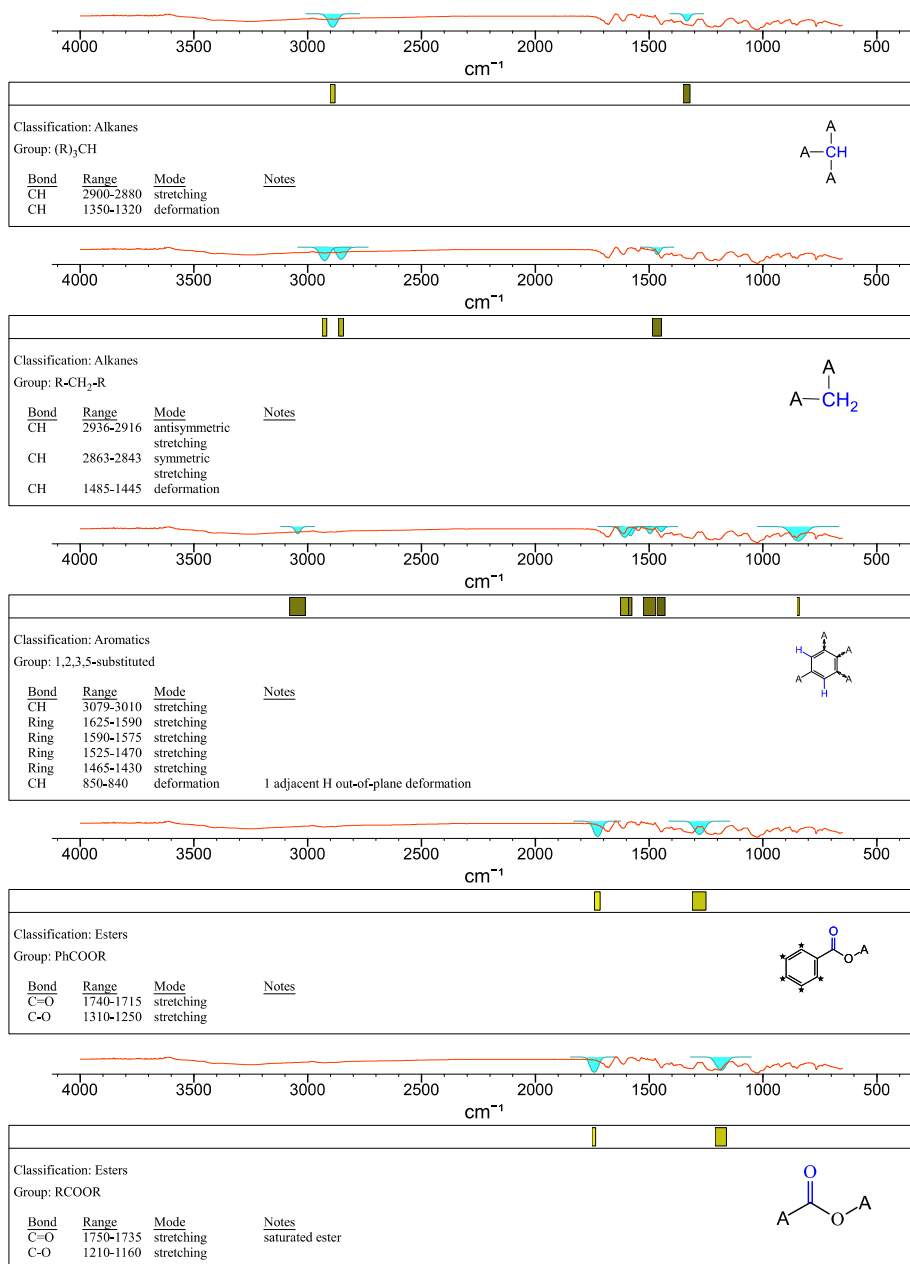 4000 3500 3000 2500 2000 1500 1000 500
cm⁻¹
Classification: Alkanes
Group: (R)₃CH
Bond Range Mode Notes
CH 2900-2880 stretching
CH 1350-1320 deformation
A
A CH
A
4000 3500 3000 2500 2000 1500 1000 500
cm⁻¹
Classification: Alkanes
Group: R-CH₂-R
Bond Range Mode Notes
CH 2936-2916 antisymmetric
stretching
CH 2863-2843 symmetric
stretching
CH 1485-1445 deformation
A
A CH₂
4000 3500 3000 2500 2000 1500 1000 500
cm⁻¹
Classification: Aromatics
Group: 1,2,3,5-substituted
Bond Range Mode Notes
CH 3079-3010 stretching
Ring 1625-1590 stretching
Ring 1590-1575 stretching
Ring 1525-1470 stretching
Ring 1465-1430 stretching
CH 850-840 deformation 1 adjacent H out-of-plane deformation
A
H A
A A
H
4000 3500 3000 2500 2000 1500 1000 500
cm⁻¹
Classification: Esters
Group: PhCOOR
Bond Range Mode Notes
C=O 1740-1715 stretching
C-O 1310-1250 stretching
O
O A
4000 3500 3000 2500 2000 1500 1000 500
cm⁻¹
Classification: Esters
Group: RCOOR
Bond Range Mode Notes
C=O 1750-1735 stretching saturated ester
C-O 1210-1160 stretching
O
A O A